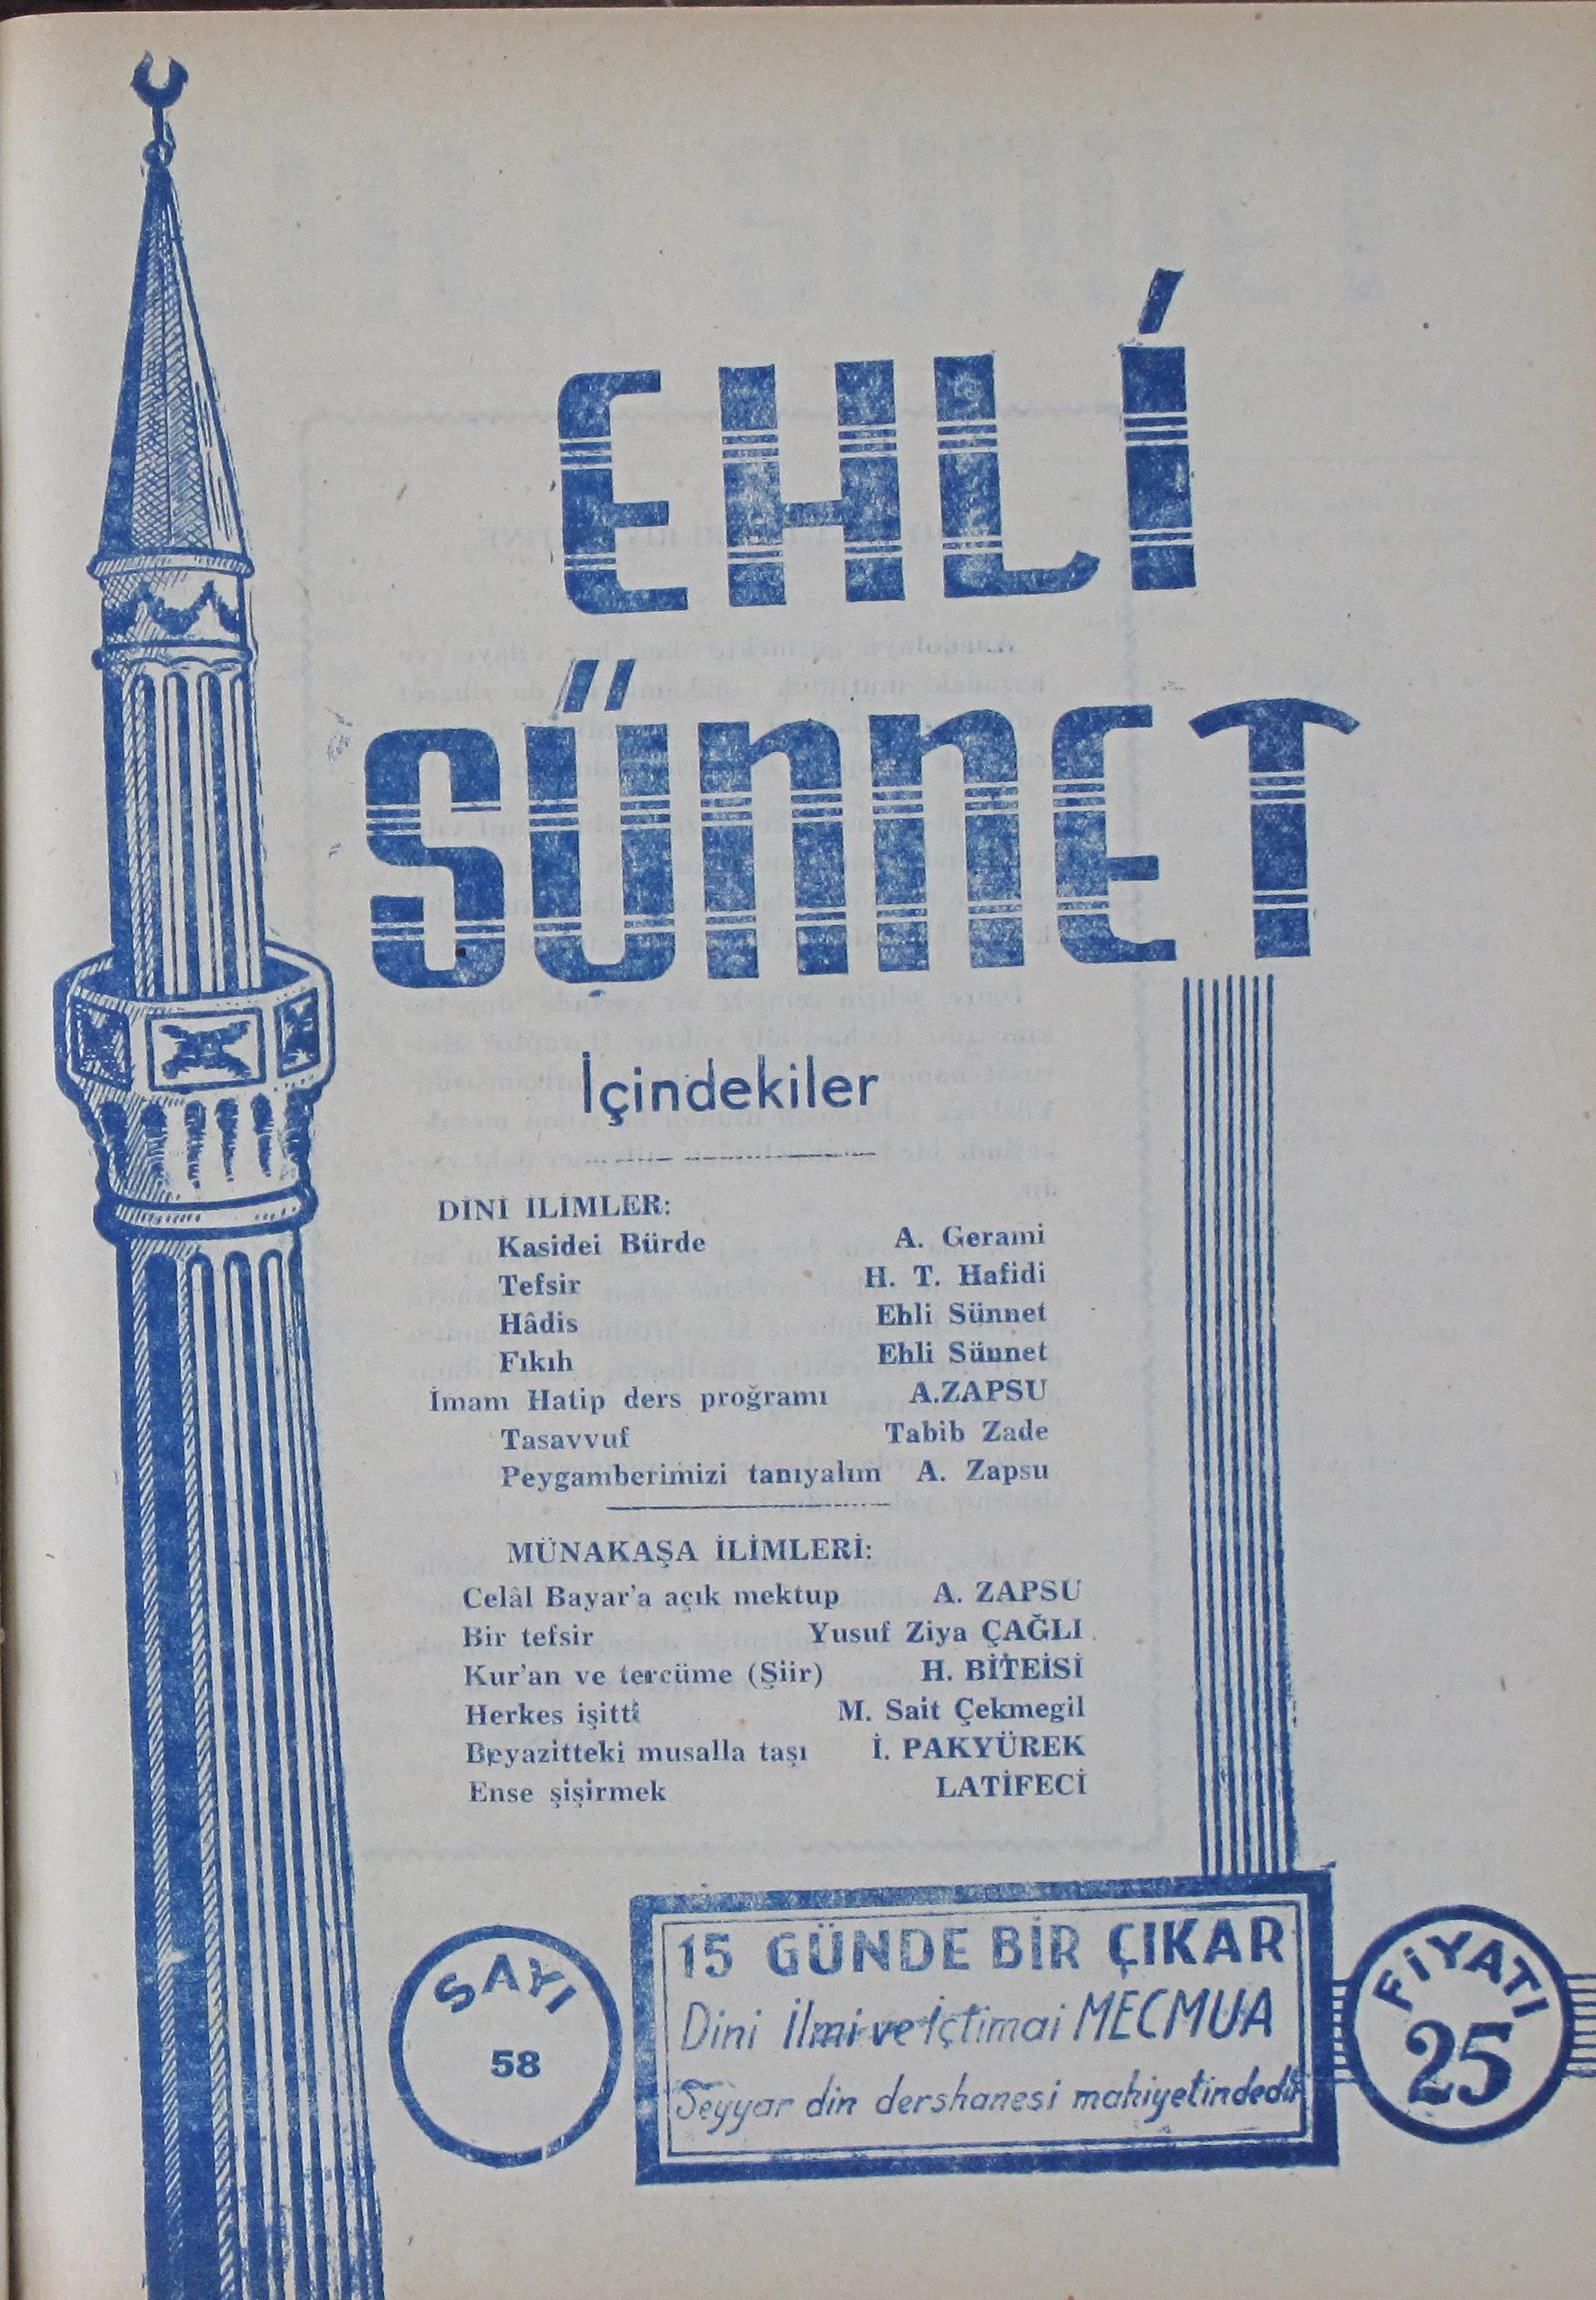 EHLİ
SÜNNET
İçindekiler
DİNİ İLİMLER:
Kasidei Bürde A. Gerami
Tefsir H. T. Hafidi
Hâdis Ehli Sünnet
Fıkıh Ehli Sünnet
İmam Hatip ders proğramı A.ZAPSU
Tasavvuf Tabib Zade
Peygamberimizi tanıyalım A. Zapsu
MÜNAKAŞA İLİMLERİ:
Celâl Bayar'a açık mektup A. ZAPSU
Bir tefsir Yusuf Ziya ÇAĞLI
Kur'an ve tercüme (Şiir) H. BİTEİSİ
Herkes işitti M. Sait Çekmegil
Beyazitteki musalla taşı İ. PAKYÜREK
Ense şişirmek LATİFECİ
SAYI
58
15 GÜNDE BİR ÇIKAR
Dini İlmi ve İçtimai MECMUA
Seyyar din dershanesi mahiyetindedir
FİYATI
25